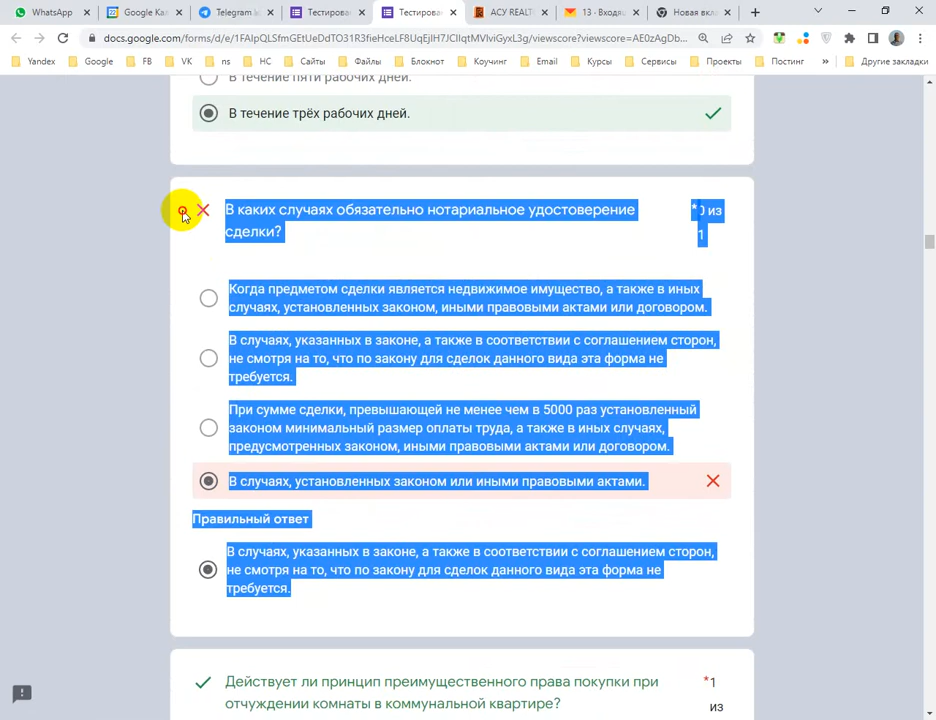 WhatsApp
Google Ка
Telegram
Тестирова
Тестирова
АСУ REALT
13 - Входящ
Новая вкл
docs.google.com/forms/d/e/1FAIpQLSfmGEtUeDdTO31R3fieHceLF8UqEjIH7JCIIqtMVIviGyxL3g/viewscore?viewscore=AE0zAgDb...
Yandex
Google
FB
VK
ns
НС
Сайты
Файлы
Блокнот
Коучинг
Email
Курсы
Сервисы
Проекты
Постинг
»
Другие закладки
В течение пяти рабочих дней.
В течение трёх рабочих дней.
В каких случаях обязательно нотариальное удостоверение
сделки?
* 0 из
1
Когда предметом сделки является недвижимое имущество, а также в иных
случаях, установленных законом, иными правовыми актами или договором.
В случаях, указанных в законе, а также в соответствии с соглашением сторон,
не смотря на то, что по закону для сделок данного вида эта форма не
требуется.
При сумме сделки, превышающей не менее чем в 5000 раз установленный
законом минимальный размер оплаты труда, а также в иных случаях,
предусмотренных законом, иными правовыми актами или договором.
В случаях, установленных законом или иными правовыми актами.
Правильный ответ
В случаях, указанных в законе, а также в соответствии с соглашением сторон,
не смотря на то, что по закону для сделок данного вида эта форма не
требуется.
Действует ли принцип преимущественного права покупки при
отчуждении комнаты в коммунальной квартире?
*1
из